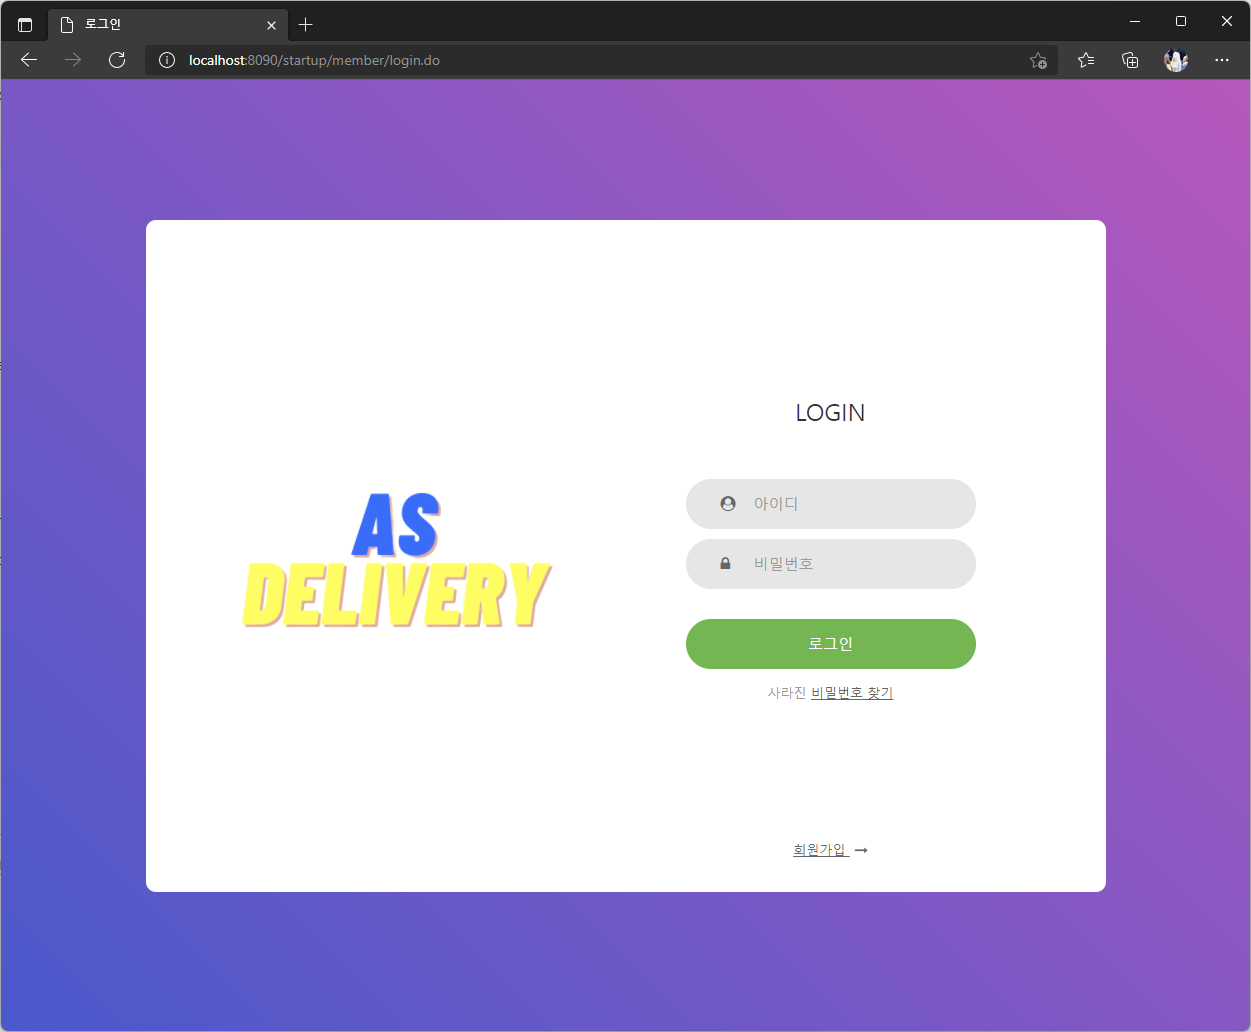 로그인
localhost:8090/startup/member/login.do
LOGIN
아이디
비밀번호
AS
DELIVERY
로그인
사라진 비밀번호 찾기
회원가입 →